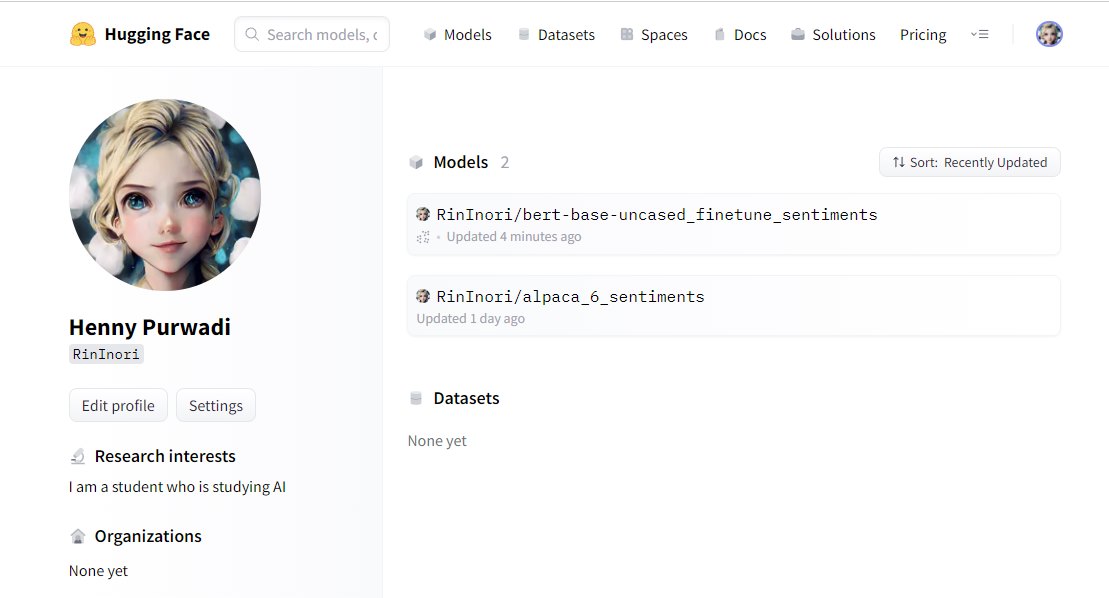 Hugging Face
Search models, c
Models
Datasets
Spaces
Docs
Solutions
Pricing
Henny Purwadi
RinInori
Edit profile
Settings
Research interests
I am a student who is studying AI
Organizations
None yet
Models 2
Sort: Recently Updated
RinInori/bert-base-uncased_finetune_sentiments
• Updated 4 minutes ago
RinInori/alpaca_6_sentiments
Updated 1 day ago
Datasets
None yet